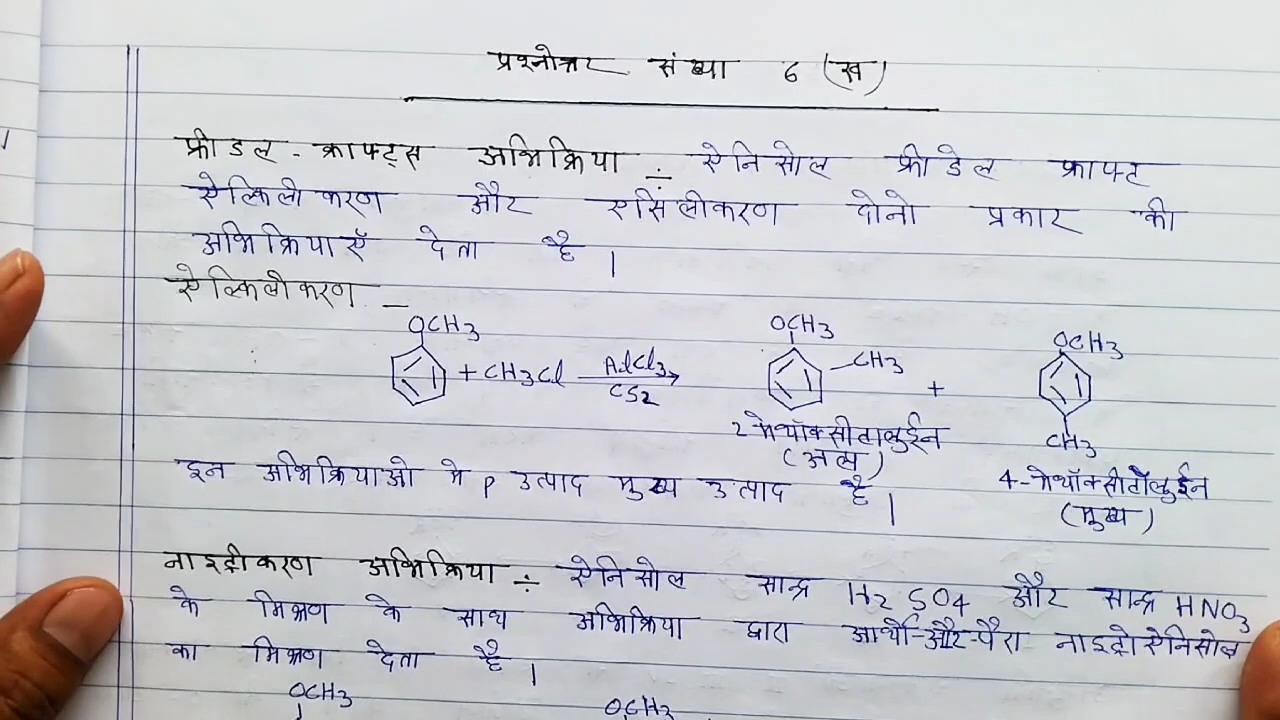 प्रश्नोत्तर संख्या 6 (ख)
फ्रीडेल - क्राफ्ट्स अभिक्रिया ÷ ऐनिसोल फ्रीडेल क्राफ्ट
ऐल्किलीकरण और एसिलीकरण दोनो प्रकार की
अभिक्रियाएँ देता है।
ऐल्किलीकरण -
OCH3 OCH3 OCH3
+ CH3Cl AlCl3 CS2 CH3 + CH3
2 मेथॉक्सीटालुईन
(अल्प)
4-मेथॉक्सीटॉलुईन
(मुख्य)
इन अभिक्रियाओ मे p उत्पाद मुख्य उत्पाद है।
नाइट्रीकरण अभिक्रिया ÷ ऐनिसोल सान्द्र H2SO4 और सान्द्र HNO3
के मिश्रण के साथ अभिक्रिया द्वारा आर्थो-और-पैरा नाइट्रोऐनिसोल
का मिश्रण देता है।
OCH3 OCH3